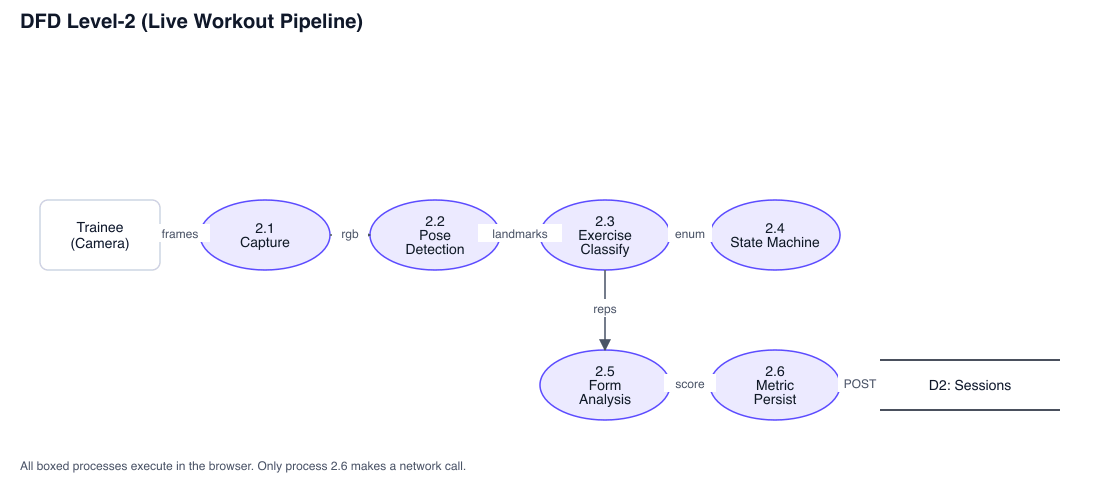 DFD Level-2 (Live Workout Pipeline)
Trainee
(Camera)
frames
2.1
Capture
rgb
2.2
Pose
Detection
landmarks
2.3
Exercise
Classify
enum
2.4
State Machine
reps
2.5
Form
Analysis
score
2.6
Metric
Persist
POST
D2: Sessions
All boxed processes execute in the browser. Only process 2.6 makes a network call.